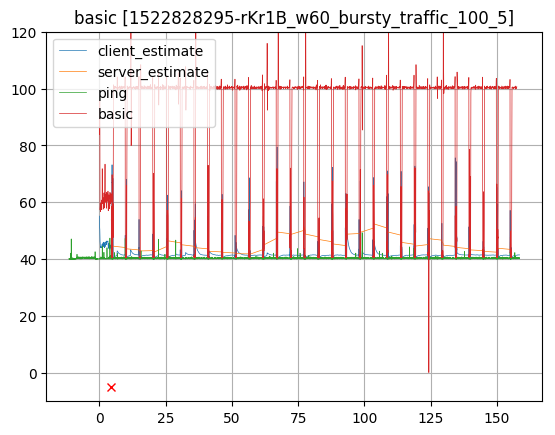 basic [1522828295-rKr1B_w60_bursty_traffic_100_5]
client_estimate
server_estimate
ping
basic
120
100
80
60
40
20
0
0 25 50 75 100 125 150